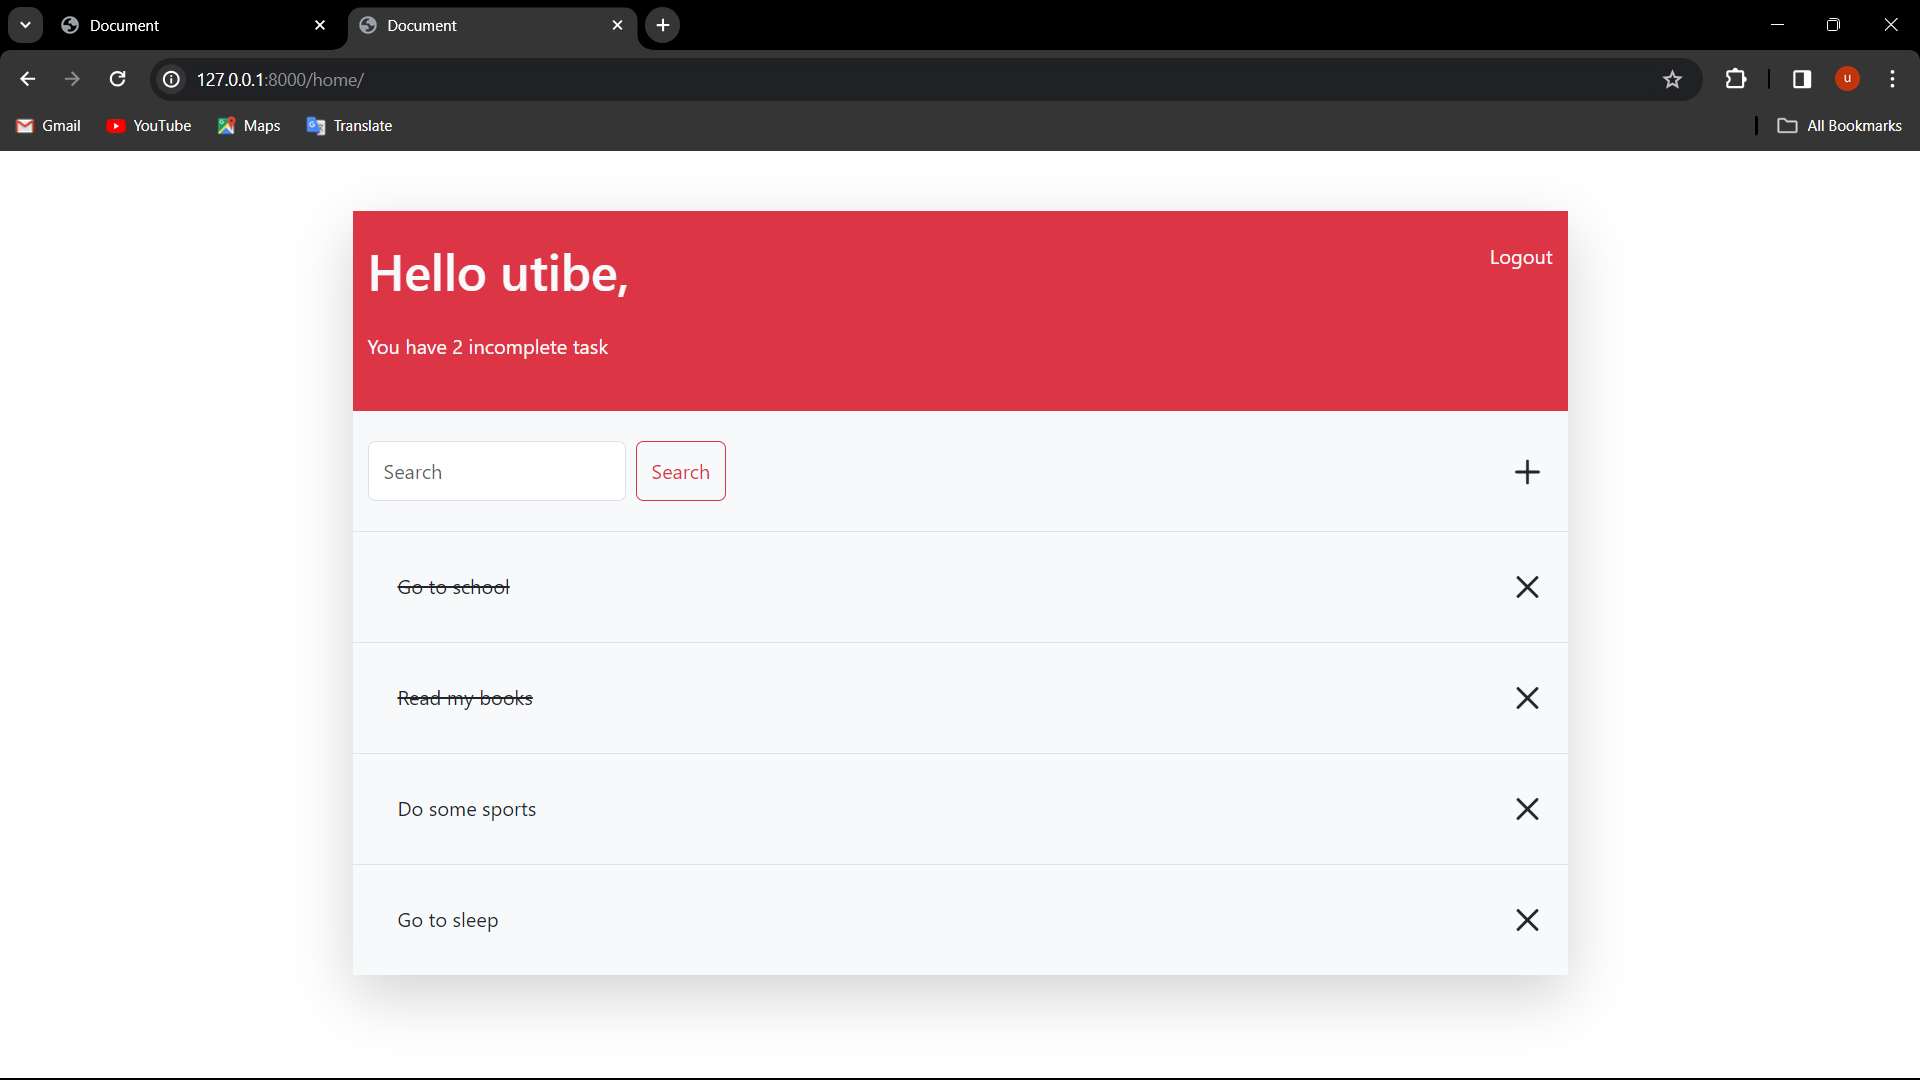 Document
Document
127.0.0.1:8000/home/
u
Gmail
YouTube
Maps
Translate
All Bookmarks
Hello utibe,
Logout
You have 2 incomplete task
Search
Search
Go to school
Read my books
Do some sports
Go to sleep